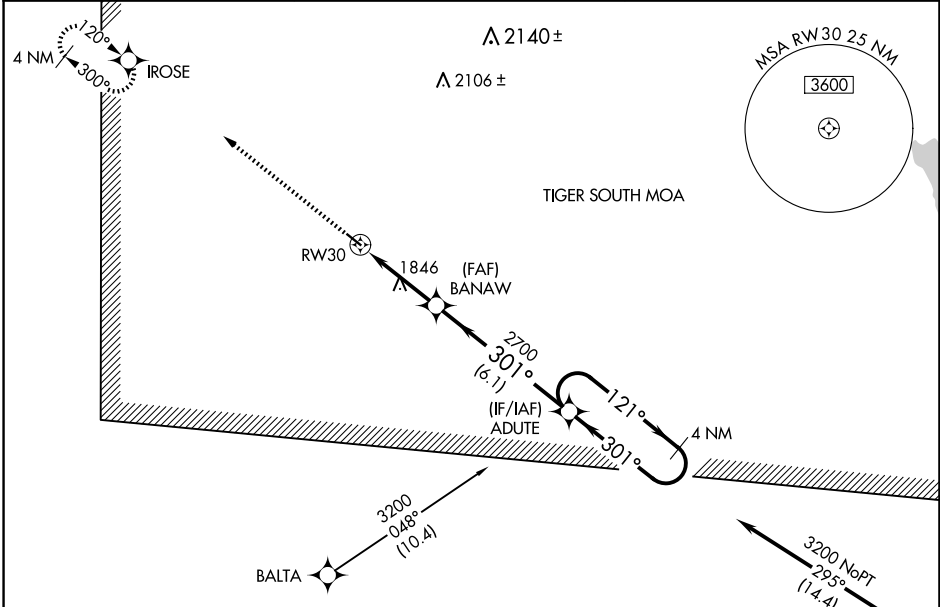 120°
4 NM
300°
IROSE
2140 ±
2106 ±
MSA RW30 25 NM
3600
TIGER SOUTH MOA
RW30
1846
(FAF)
BANAW
2700
301°
(6.1)
(IF/IAF)
ADUTE
121°
301°
4 NM
3200
048°
(10.4)
BALTA
3200 NoPT
295°
(14.4)